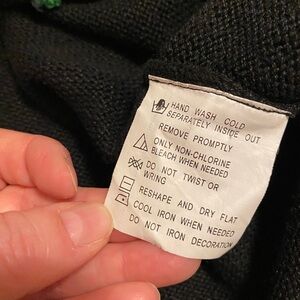 HAND WASH COLD
SEPARATELY INSIDE OUT
REMOVE PROMPTLY
ONLY NON-CHLORINE
BLEACH WHEN NEEDED
DO NOT TWIST OR
WRING
RESHAPE AND DRY FLAT
COOL IRON WHEN NEEDED
DO NOT IRON DECORATION